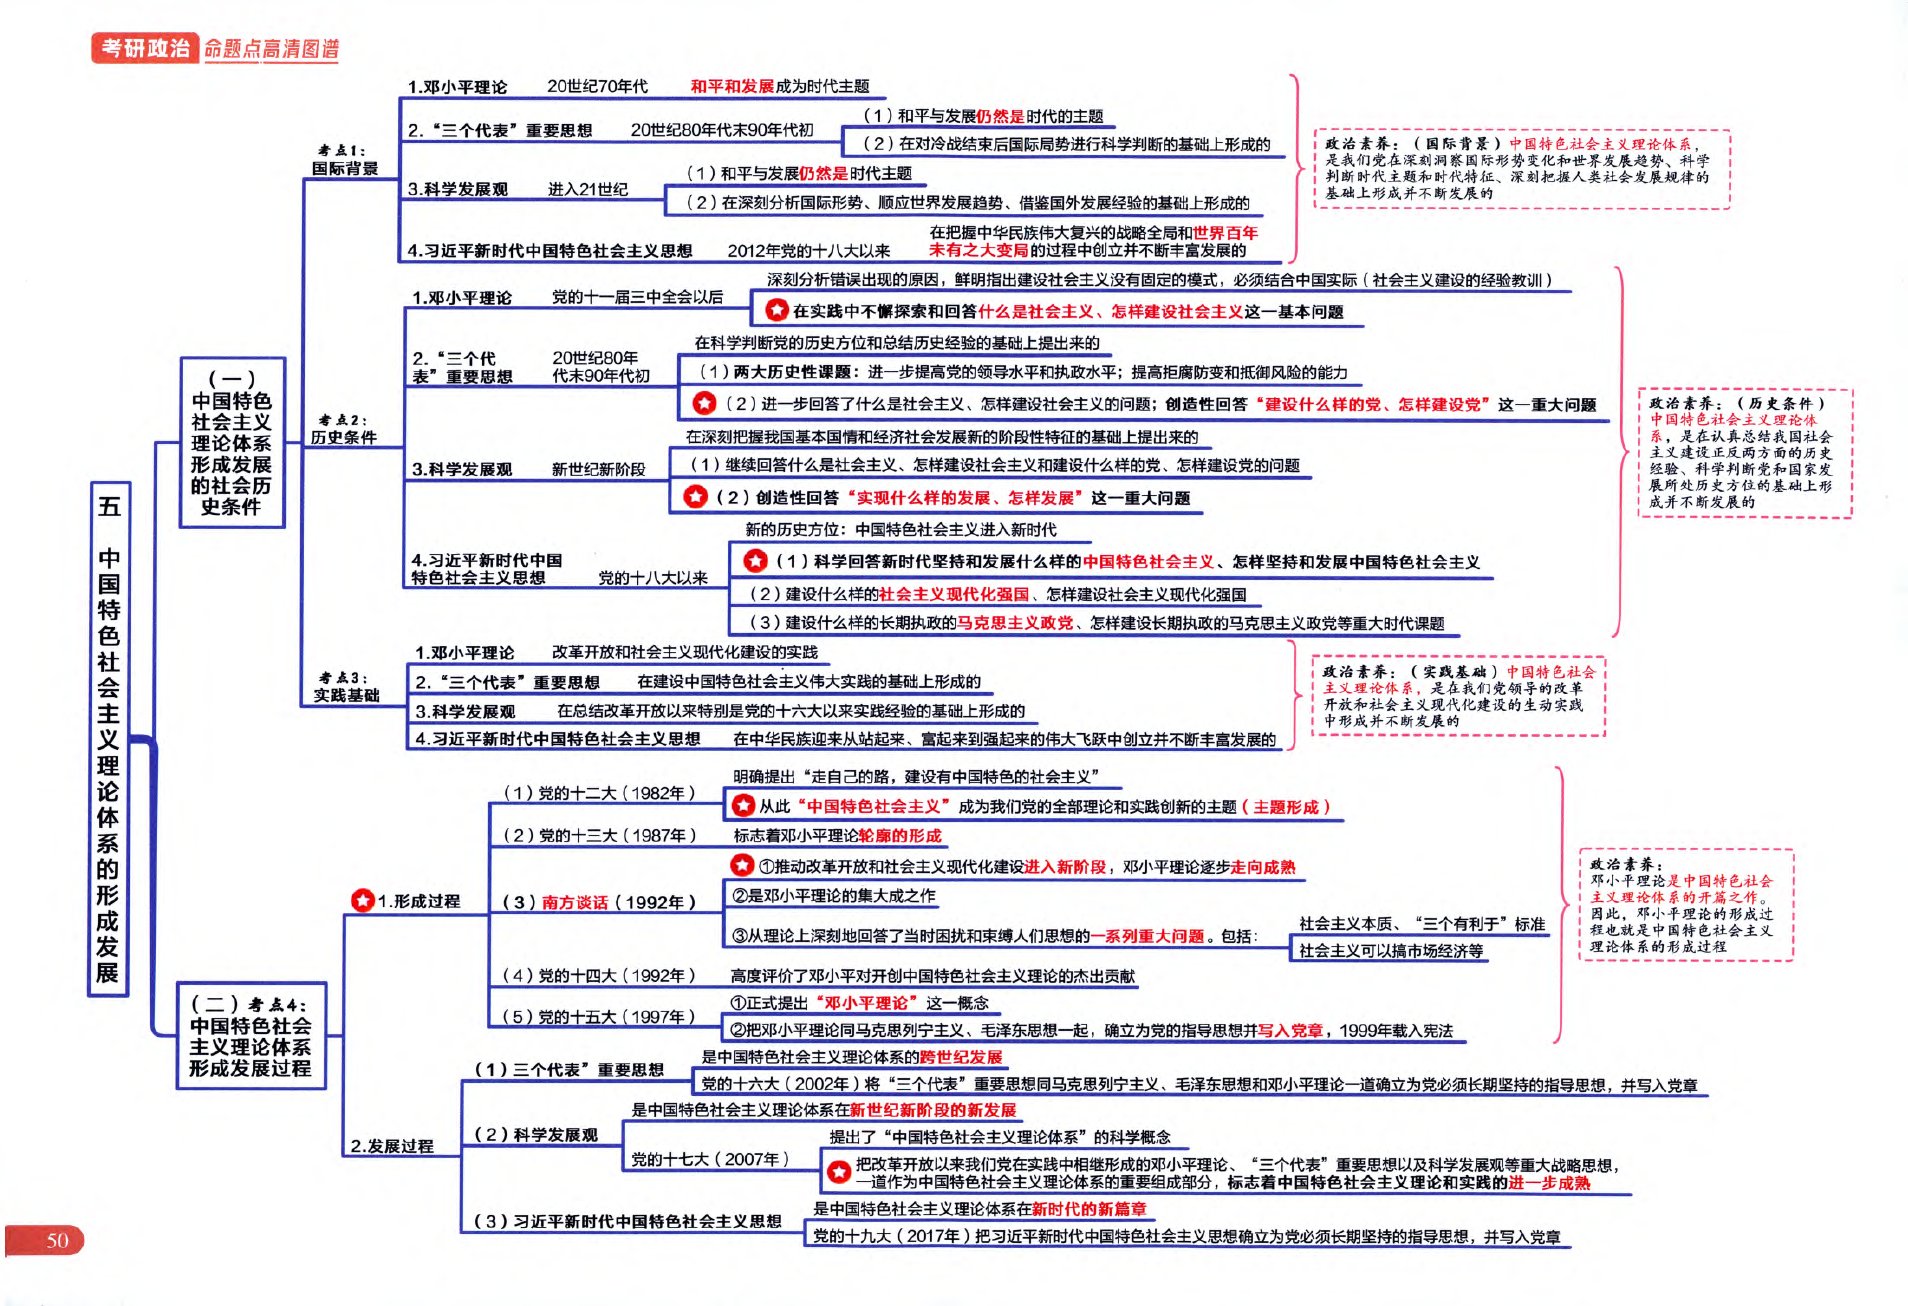 考研政治 命题点高清图谱
五 中国特色社会主义理论体系的形成发展
（一）
中国特色
社会主义
理论体系
形成发展
的社会历
史条件
考点1：
国际背景
1.邓小平理论 20世纪70年代 和平和发展成为时代主题
2.“三个代表”重要思想 20世纪80年代末90年代初
（1）和平与发展仍然是时代的主题
（2）在对冷战结束后国际局势进行科学判断的基础上形成的
3.科学发展观 进入21世纪
（1）和平与发展仍然是时代主题
（2）在深刻分析国际形势、顺应世界发展趋势、借鉴国外发展经验的基础上形成的
4.习近平新时代中国特色社会主义思想 2012年党的十八大以来
在把握中华民族伟大复兴的战略全局和世界百年
未有之大变局的过程中创立并不断丰富发展的
政治素养：（国际背景）中国特色社会主义理论体系，
是我们党在深刻洞察国际形势变化和世界发展趋势、科学
判断时代主题和时代特征、深刻把握人类社会发展规律的
基础上形成并不断发展的
考点2：
历史条件
1.邓小平理论 党的十一届三中全会以后
深刻分析错误出现的原因，鲜明指出建设社会主义没有固定的模式，必须结合中国实际（社会主义建设的经验教训）
在实践中不懈探索和回答什么是社会主义、怎样建设社会主义这一基本问题
2.“三个代
表”重要思想
20世纪80年
代末90年代初
在科学判断党的历史方位和总结历史经验的基础上提出来的
（1）两大历史性课题：进一步提高党的领导水平和执政水平；提高拒腐防变和抵御风险的能力
（2）进一步回答了什么是社会主义、怎样建设社会主义的问题；创造性回答“建设什么样的党、怎样建设党”这一重大问题
3.科学发展观 新世纪新阶段
在深刻把握我国基本国情和经济社会发展新的阶段性特征的基础上提出来的
（1）继续回答什么是社会主义、怎样建设社会主义和建设什么样的党、怎样建设党的问题
（2）创造性回答“实现什么样的发展、怎样发展”这一重大问题
4.习近平新时代中国
特色社会主义思想
党的十八大以来
新的历史方位：中国特色社会主义进入新时代
（1）科学回答新时代坚持和发展什么样的中国特色社会主义、怎样坚持和发展中国特色社会主义
（2）建设什么样的社会主义现代化强国、怎样建设社会主义现代化强国
（3）建设什么样的长期执政的马克思主义政党、怎样建设长期执政的马克思主义政党等重大时代课题
政治素养：（历史条件）
中国特色社会主义理论体
系，是在认真总结我国社会
主义建设正反两方面的历史
经验、科学判断党和国家发
展所处历史方位的基础上形
成并不断发展的
考点3：
实践基础
1.邓小平理论 改革开放和社会主义现代化建设的实践
2.“三个代表”重要思想 在建设中国特色社会主义伟大实践的基础上形成的
3.科学发展观 在总结改革开放以来特别是党的十六大以来实践经验的基础上形成的
4.习近平新时代中国特色社会主义思想 在中华民族迎来从站起来、富起来到强起来的伟大飞跃中创立并不断丰富发展的
政治素养：（实践基础）中国特色社会
主义理论体系，是在我们党领导的改革
开放和社会主义现代化建设的生动实践
中形成并不断发展的
（二）考点4：
中国特色社会
主义理论体系
形成发展过程
1.形成过程
（1）党的十二大（1982年）
明确提出“走自己的路，建设有中国特色的社会主义”
从此“中国特色社会主义”成为我们党的全部理论和实践创新的主题（主题形成）
（2）党的十三大（1987年） 标志着邓小平理论轮廓的形成
（3）南方谈话（1992年）
①推动改革开放和社会主义现代化建设进入新阶段，邓小平理论逐步走向成熟
②是邓小平理论的集大成之作
③从理论上深刻地回答了当时困扰和束缚人们思想的一系列重大问题。包括：
社会主义本质、“三个有利于”标准
社会主义可以搞市场经济等
（4）党的十四大（1992年） 高度评价了邓小平对开创中国特色社会主义理论的杰出贡献
（5）党的十五大（1997年）
①正式提出“邓小平理论”这一概念
②把邓小平理论同马克思列宁主义、毛泽东思想一起，确立为党的指导思想并写入党章，1999年载入宪法
政治素养：
邓小平理论是中国特色社会
主义理论体系的开篇之作。
因此，邓小平理论的形成过
程也就是中国特色社会主义
理论体系的形成过程
2.发展过程
（1）三个代表”重要思想
是中国特色社会主义理论体系的跨世纪发展
党的十六大（2002年）将“三个代表”重要思想同马克思列宁主义、毛泽东思想和邓小平理论一道确立为党必须长期坚持的指导思想，并写入党章
（2）科学发展观
是中国特色社会主义理论体系在新世纪新阶段的新发展
党的十七大（2007年）
提出了“中国特色社会主义理论体系”的科学概念
把改革开放以来我们党在实践中相继形成的邓小平理论、“三个代表”重要思想以及科学发展观等重大战略思想，
一道作为中国特色社会主义理论体系的重要组成部分，标志着中国特色社会主义理论和实践的进一步成熟
（3）习近平新时代中国特色社会主义思想
是中国特色社会主义理论体系在新时代的新篇章
党的十九大（2017年）把习近平新时代中国特色社会主义思想确立为党必须长期坚持的指导思想，并写入党章
50